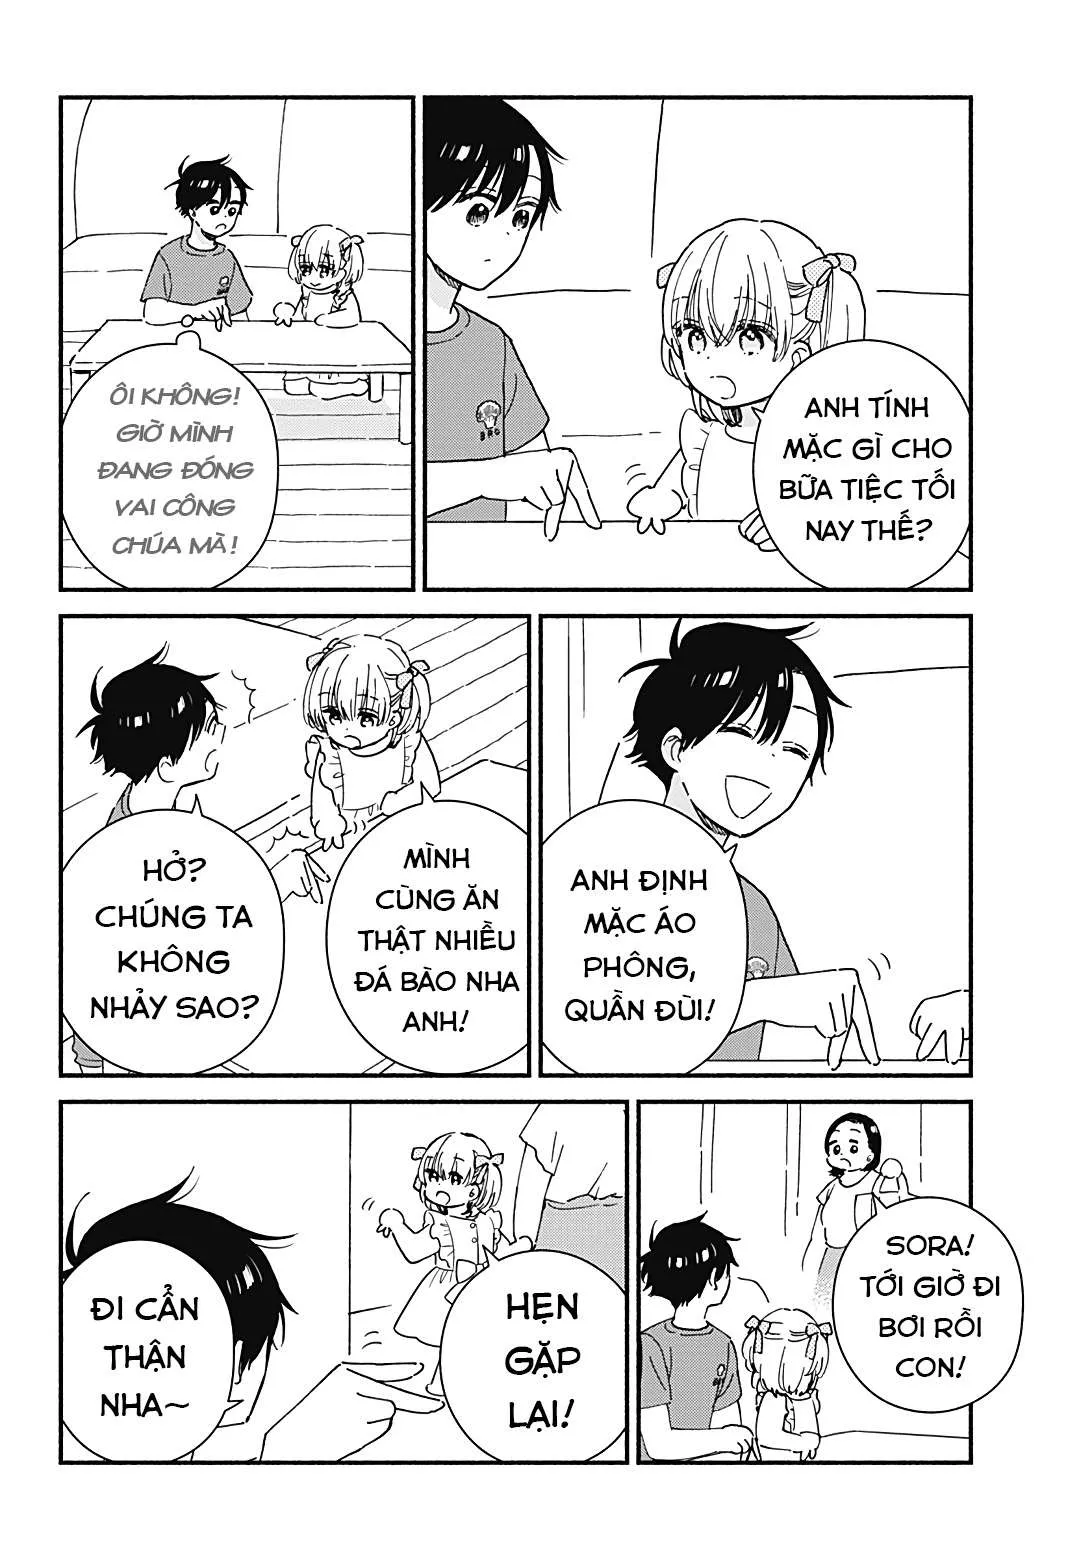 ANH TÍNH
MẶC GÌ CHO
BỮA TIỆC TỐI
NAY THẾ?
ÔI KHÔNG!
GIỜ MÌNH
ĐANG ĐÓNG
VAI CÔNG
CHÚA MÀ!
ANH ĐỊNH
MẶC ÁO
PHÔNG,
QUẦN ĐÙI!
MÌNH
CÙNG ĂN
THẬT NHIỀU
ĐÁ BÀO NHA
ANH!
HỞ?
CHÚNG TA
KHÔNG
NHẢY SAO?
SORA!
TỚI GIỜ ĐI
BƠI RỒI
CON!
HẸN
GẶP
LẠI!
ĐI CẨN
THẬN
NHA~